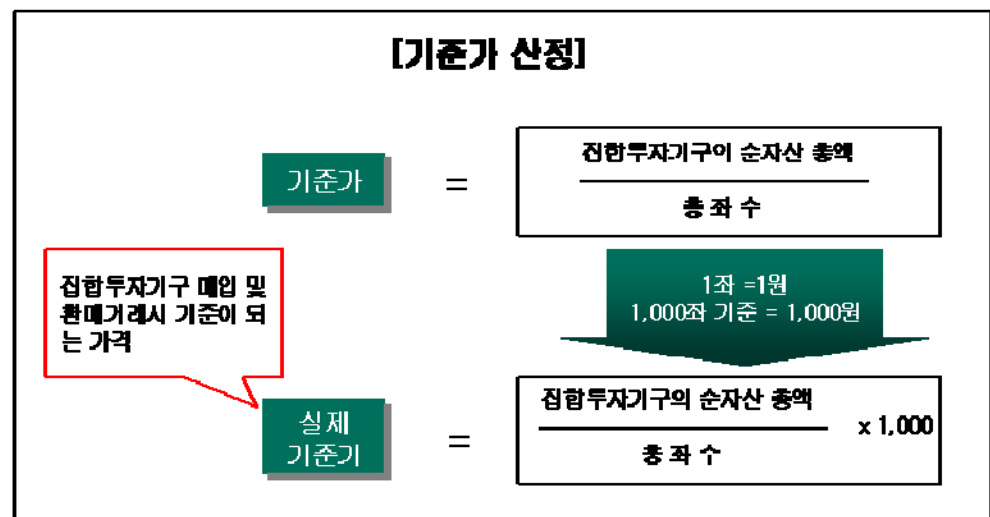 [기준가 산정]
기준가
=
집합투자기구의 순자산 총액
총 좌 수
집합투자기구 매입 및
환매거래시 기준이 되
는 가격
1좌 =1원
1,000좌 기준 = 1,000원
실제
기준기
=
집합투자기구의 순자산 총액
총 좌 수
x 1,000